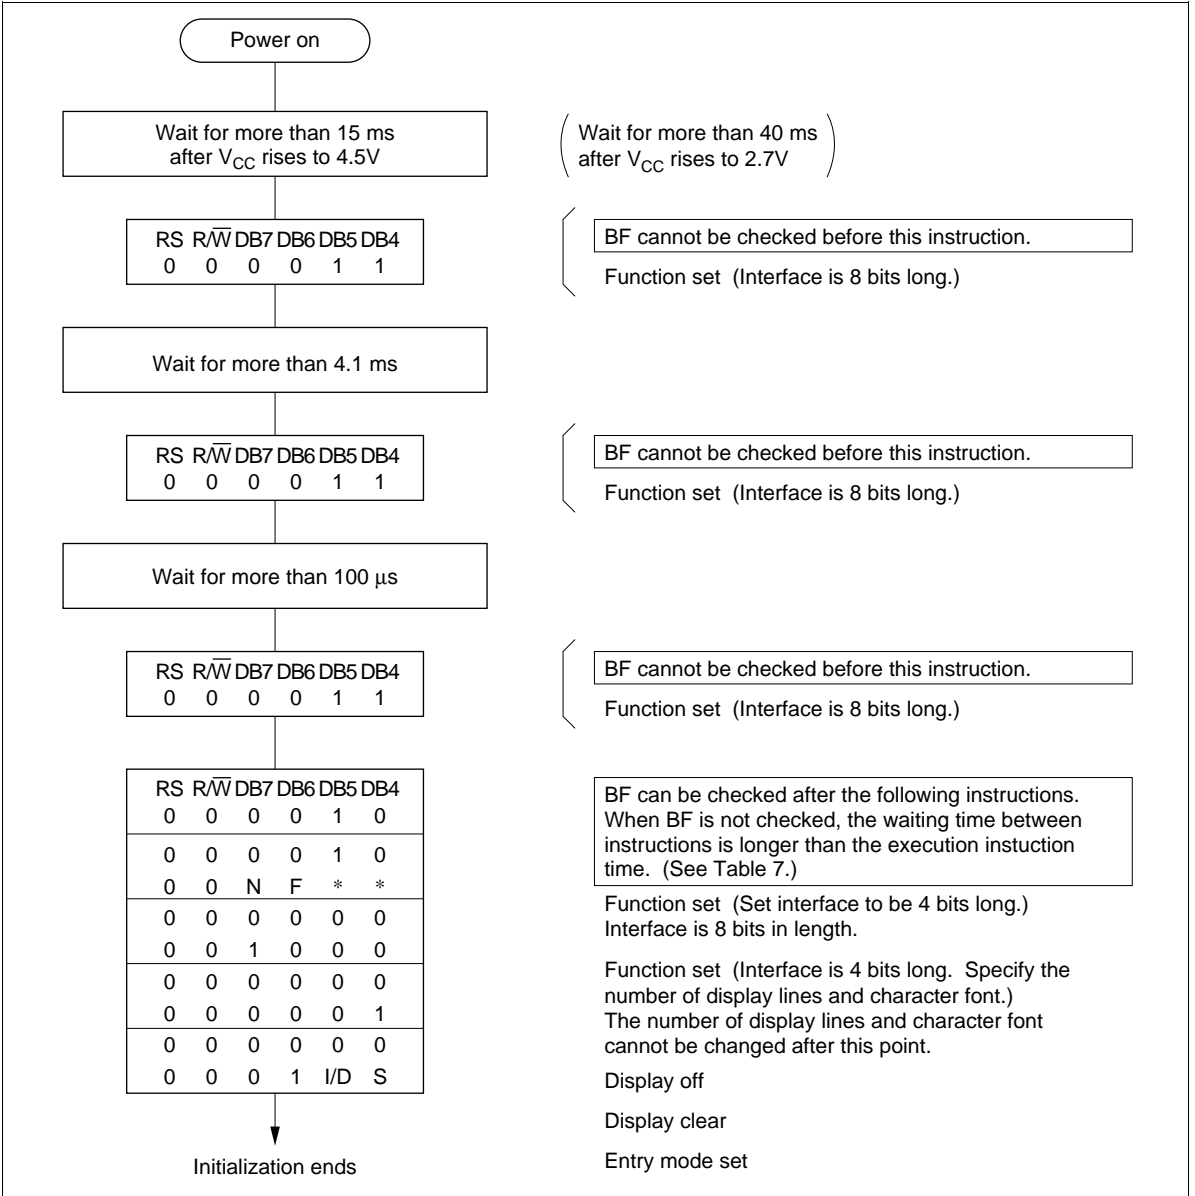 Power on
Wait for more than 15 ms
after VCC rises to 4.5V
Wait for more than 40 ms
after VCC rises to 2.7V
RS R/W̅ DB7 DB6 DB5 DB4
0 0 0 0 1 1
BF cannot be checked before this instruction.
Function set (Interface is 8 bits long.)
Wait for more than 4.1 ms
RS R/W̅ DB7 DB6 DB5 DB4
0 0 0 0 1 1
BF cannot be checked before this instruction.
Function set (Interface is 8 bits long.)
Wait for more than 100 μs
RS R/W̅ DB7 DB6 DB5 DB4
0 0 0 0 1 1
BF cannot be checked before this instruction.
Function set (Interface is 8 bits long.)
RS R/W̅ DB7 DB6 DB5 DB4
0 0 0 0 1 0
0 0 0 0 1 0
0 0 N F * *
0 0 0 0 0 0
0 0 1 0 0 0
0 0 0 0 0 0
0 0 0 0 0 1
0 0 0 0 0 0
0 0 0 1 I/D S
Initialization ends
BF can be checked after the following instructions.
When BF is not checked, the waiting time between
instructions is longer than the execution instuction
time. (See Table 7.)
Function set (Set interface to be 4 bits long.)
Interface is 8 bits in length.
Function set (Interface is 4 bits long. Specify the
number of display lines and character font.)
The number of display lines and character font
cannot be changed after this point.
Display off
Display clear
Entry mode set